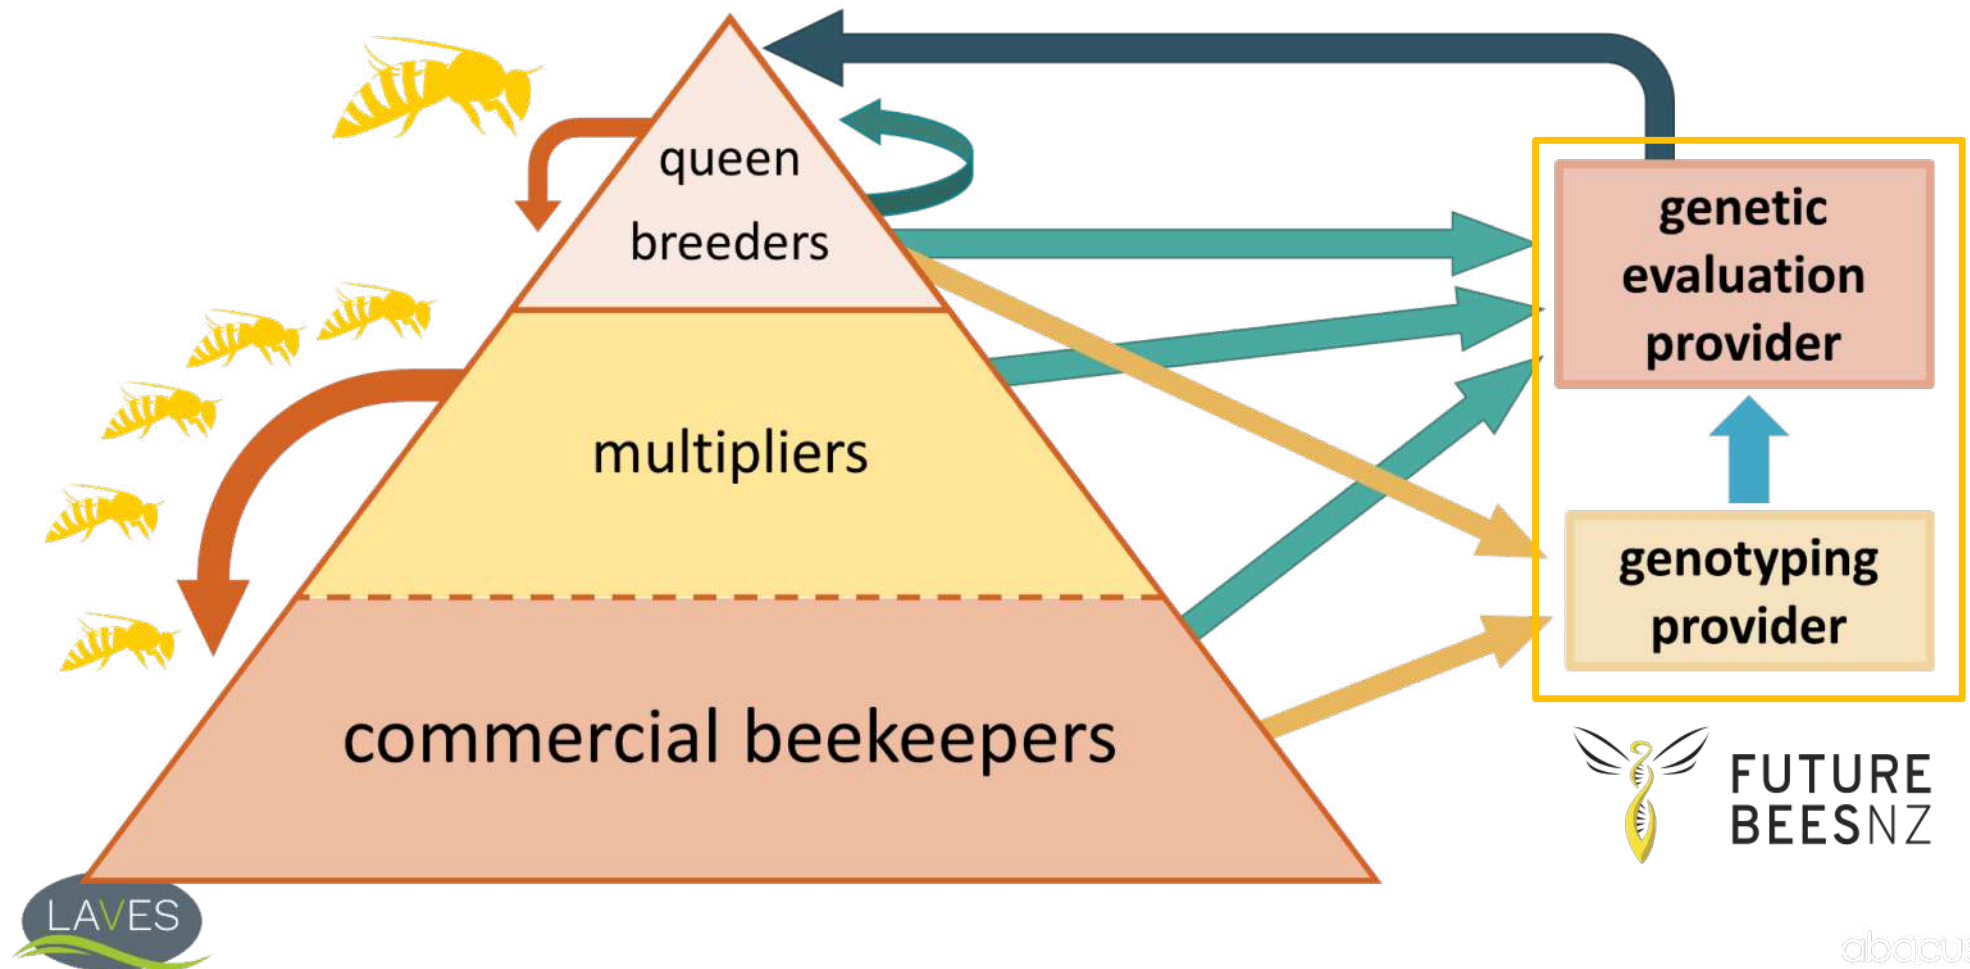 queen
breeders
multipliers
commercial beekeepers
genetic
evaluation
provider
genotyping
provider
FUTURE
BEESNZ
LAVES